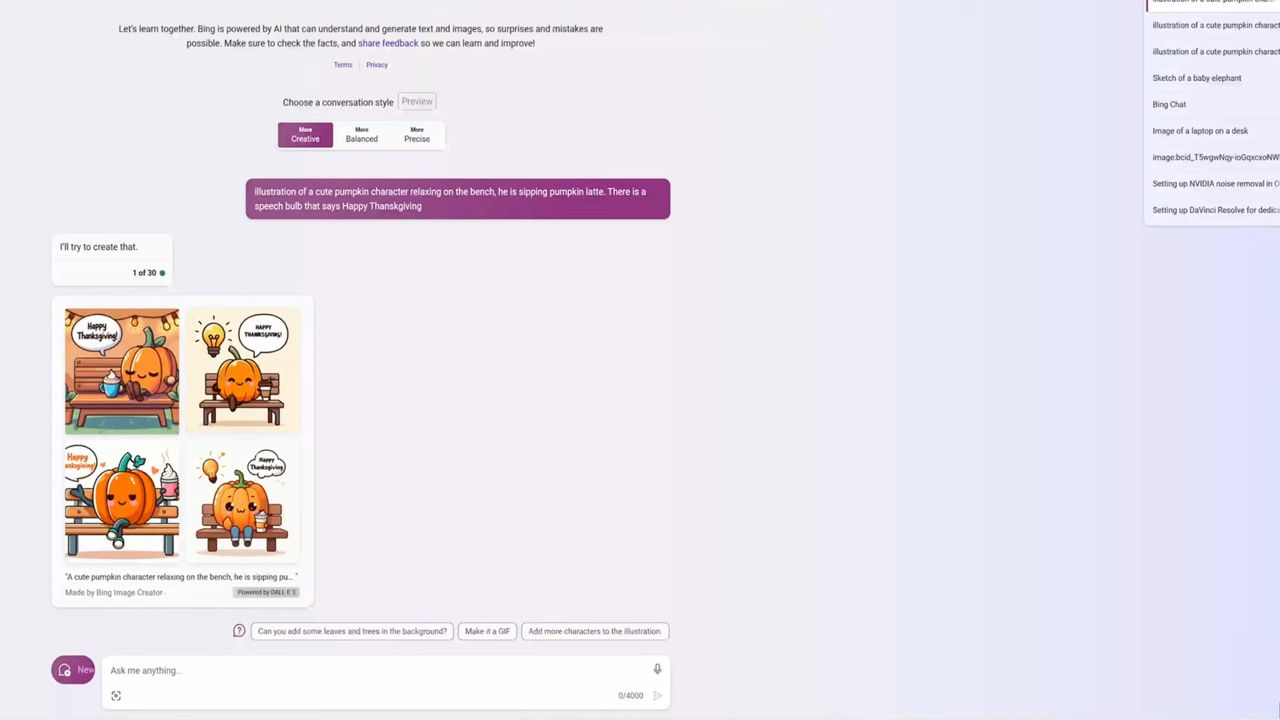 Let's learn together. Bing is powered by AI that can understand and generate text and images, so surprises and mistakes are
possible. Make sure to check the facts, and share feedback so we can learn and improve!
Terms
Privacy
Choose a conversation style
Preview
More
Creative
More
Balanced
More
Precise
illustration of a cute pumpkin character relaxing on the bench, he is sipping pumpkin latte. There is a
speech bulb that says Happy Thanskgiving
I'll try to create that.
1 of 30
Happy
Thanksgiving!
HAPPY
THANKSGIVING!
Happy
anksgiving!
Happy
Thanksgiving
"A cute pumpkin character relaxing on the bench, he is sipping pu... "
Made by Bing Image Creator
Powered by DALL·E 3
Can you add some leaves and trees in the background?
Make it a GIF
Add more characters to the illustration.
New
Ask me anything...
0/4000
illustration of a cute pumpkin charact
illustration of a cute pumpkin charact
Sketch of a baby elephant
Bing Chat
Image of a laptop on a desk
Setting up NVIDIA noise removal in
Setting up DaVinci Resolve for dedica